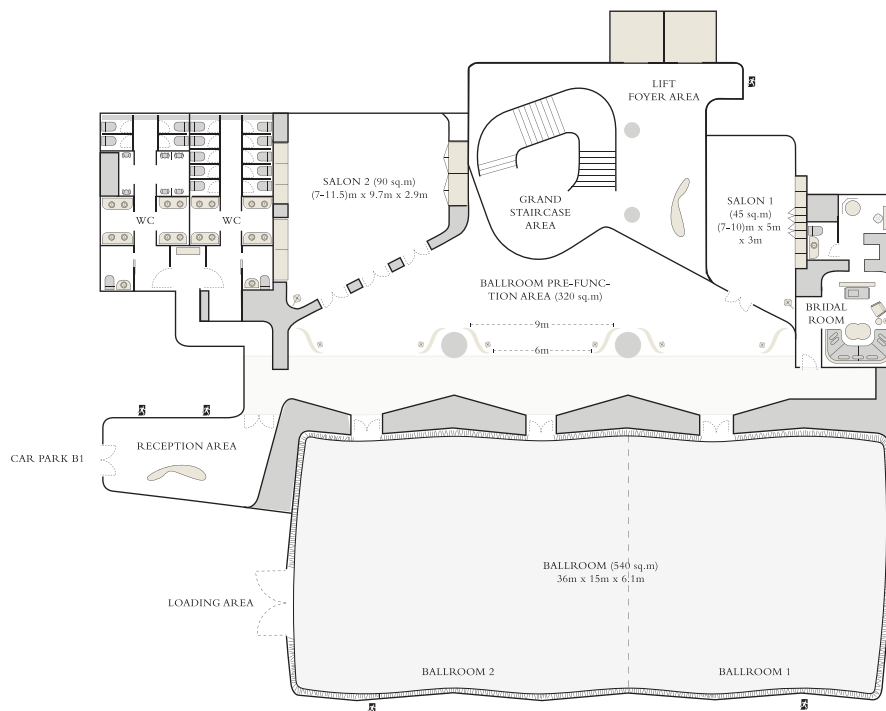 LIFT
FOYER AREA
SALON 2 (90 sq.m)
(7-11.5)m x 9.7m x 2.9m
GRAND
STAIRCASE
AREA
SALON 1
(45 sq.m)
(7-10)m x 5m
x 3m
WC
WC
BALLROOM PRE-FUNC-
TION AREA (320 sq.m)
BRIDAL
ROOM
9m
6m
RECEPTION AREA
CAR PARK B1
BALLROOM (540 sq.m)
36m x 15m x 6.1m
LOADING AREA
BALLROOM 2
BALLROOM 1